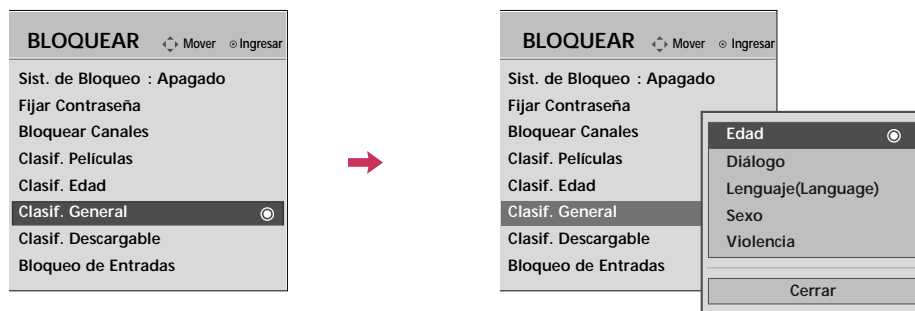 BLOQUEAR Mover Ingresar
Sist. de Bloqueo : Apagado
Fijar Contraseña
Bloquear Canales
Clasif. Películas
Clasif. Edad
Clasif. General
Clasif. Descargable
Bloqueo de Entradas
BLOQUEAR Mover Ingresar
Sist. de Bloqueo : Apagado
Fijar Contraseña
Bloquear Canales
Clasif. Películas
Clasif. Edad
Clasif. General
Clasif. Descargable
Bloqueo de Entradas
Edad
Diálogo
Lenguaje(Language)
Sexo
Violencia
Cerrar